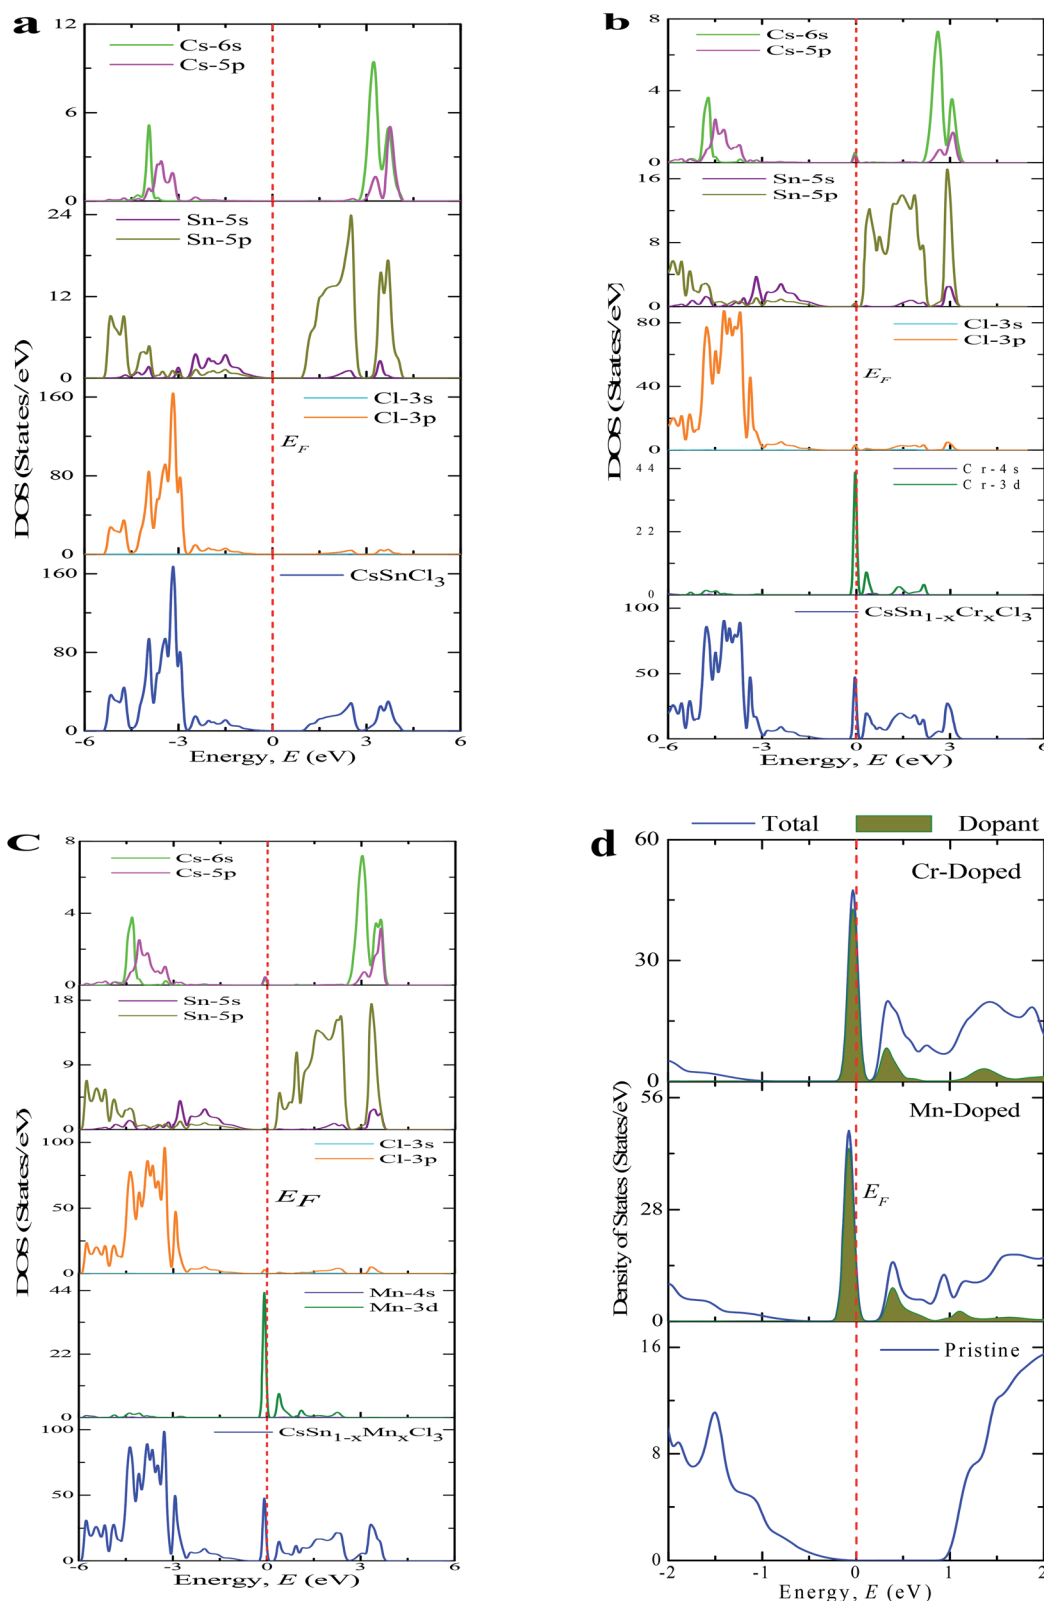 a
12
6
0
Cs-6s
Cs-5p
24
12
0
Sn-5s
Sn-5p
160
80
0
Cl-3s
Cl-3p
E_F
160
80
0
CsSnCl₃
-6 -3 0 3 6
Energy, E (eV)
DOS (States/eV)
b
8
4
0
Cs-6s
Cs-5p
16
8
0
Sn-5s
Sn-5p
80
40
0
Cl-3s
Cl-3p
E_F
44
22
0
Cr-4s
Cr-3d
100
50
0
CsSn₁₋ₓCrₓCl₃
-6 -3 0 3 6
Energy, E (eV)
DOS (States/eV)
c
8
4
0
Cs-6s
Cs-5p
18
9
0
Sn-5s
Sn-5p
100
50
0
Cl-3s
Cl-3p
E_F
44
22
0
Mn-4s
Mn-3d
100
50
0
CsSn₁₋ₓMnₓCl₃
-6 -3 0 3 6
Energy, E (eV)
DOS (States/eV)
Total Dopant
d
60
30
0
Cr-Doped
56
28
0
Mn-Doped
E_F
16
8
0
Pristine
-2 -1 0 1 2
Energy, E (eV)
Density of States (States/eV)